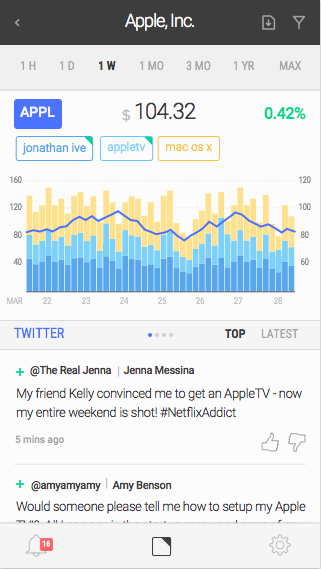 Apple, Inc.
1 H 1 D 1 W 1 MO 3 MO 1 YR MAX
APPL $ 104.32 0.42%
jonathan ive appletv mac os x
160 120
120 100
80 80
40 60
MAR 22 23 24 25 26 27 28
TWITTER TOP LATEST
+ @The Real Jenna | Jenna Messina
My friend Kelly convinced me to get an AppleTV - now
my entire weekend is shot! #NetflixAddict
5 mins ago
+ @amyamyamy | Amy Benson
Would someone please tell me how to setup my Apple
16